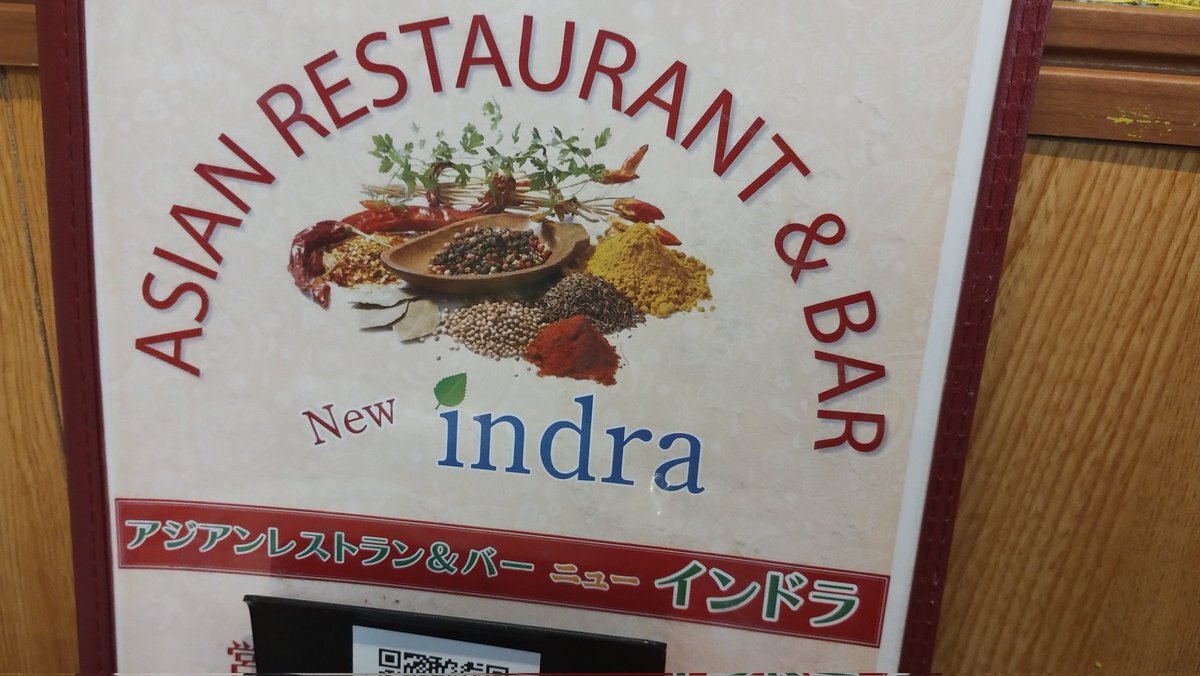 ASIAN RESTAURANT & BAR
New indra
アジアンレストラン&バー ニュー インドラ